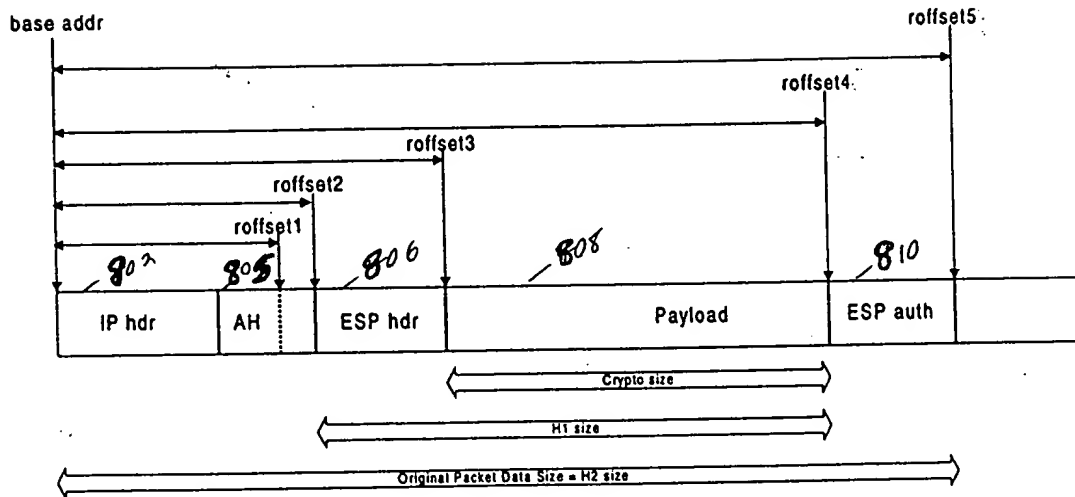 base addr
roffset5
roffset4
roffset3
roffset2
roffset1
802
805
806
808
810
IP hdr
AH
ESP hdr
Payload
ESP auth
Crypto size
H1 size
Original Packet Data Size = H2 size